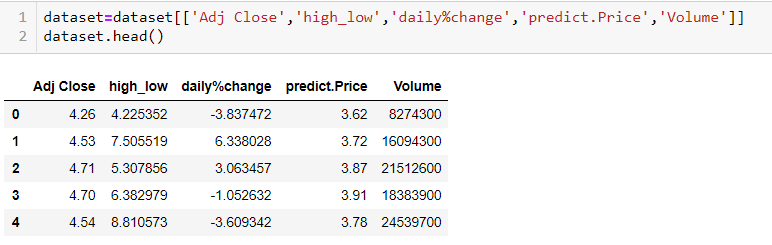 1 dataset=dataset[['Adj Close','high_low','daily%change','predict.Price','Volume']]
2 dataset.head()
Adj Close high_low daily%change predict.Price Volume
0 4.26 4.225352 -3.837472 3.62 8274300
1 4.53 7.505519 6.338028 3.72 16094300
2 4.71 5.307856 3.063457 3.87 21512600
3 4.70 6.382979 -1.052632 3.91 18383900
4 4.54 8.810573 -3.609342 3.78 24539700